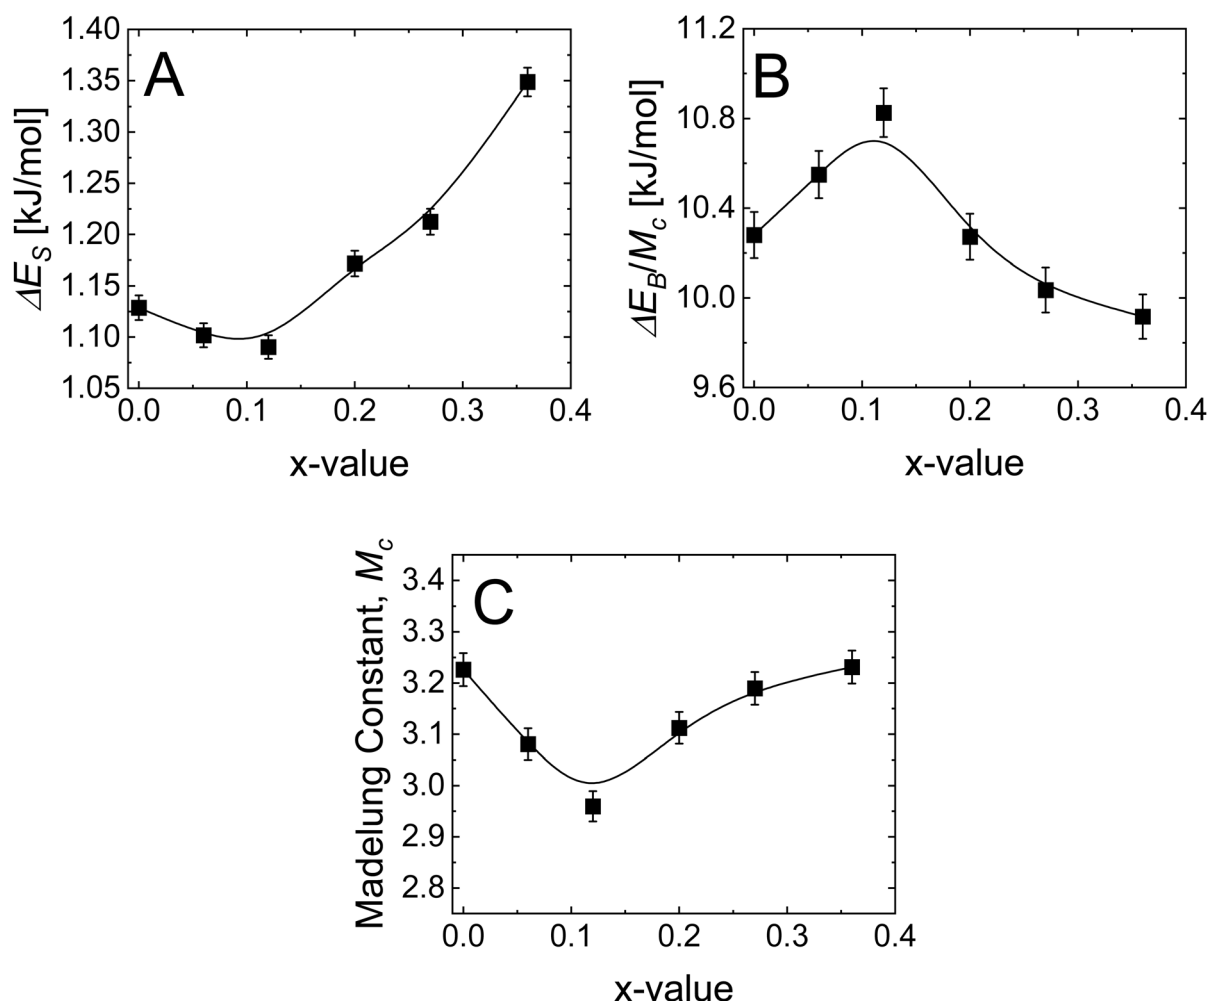 A
ΔE_S [kJ/mol]
1.40
1.35
1.30
1.25
1.20
1.15
1.10
1.05
0.0 0.1 0.2 0.3 0.4
x-value
B
ΔE_B/M_c [kJ/mol]
11.2
10.8
10.4
10.0
9.6
0.0 0.1 0.2 0.3 0.4
x-value
C
Madelung Constant, M_c
3.4
3.3
3.2
3.1
3.0
2.9
2.8
0.0 0.1 0.2 0.3 0.4
x-value